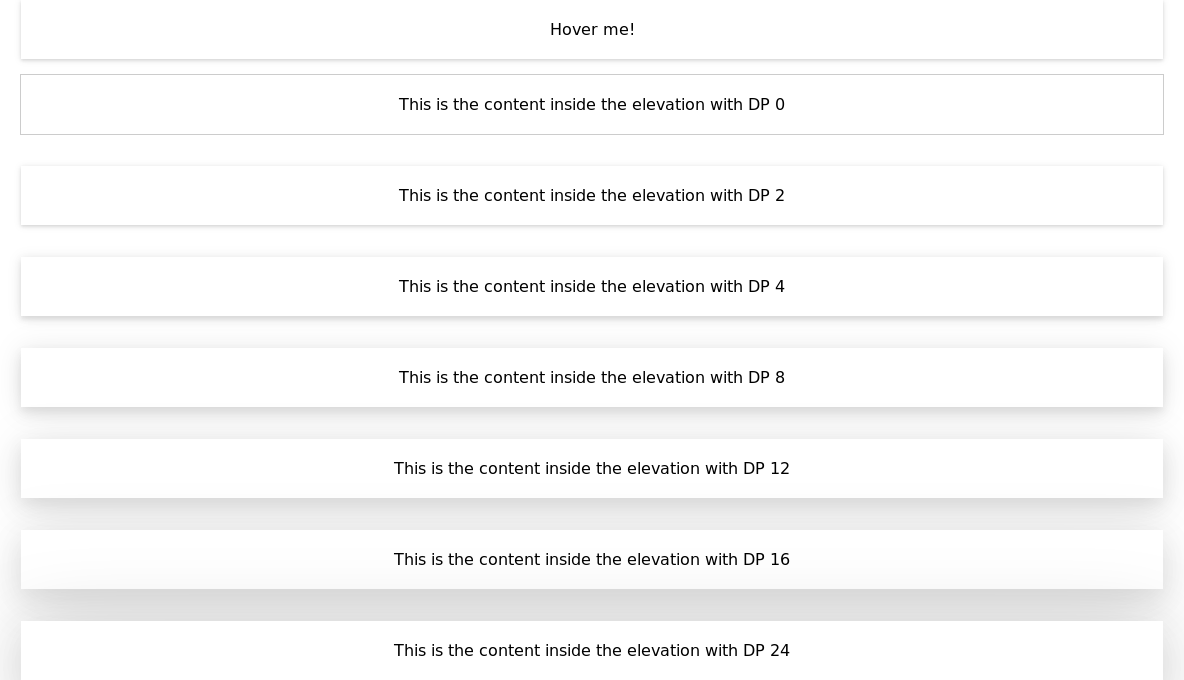 Hover me!
This is the content inside the elevation with DP 0
This is the content inside the elevation with DP 2
This is the content inside the elevation with DP 4
This is the content inside the elevation with DP 8
This is the content inside the elevation with DP 12
This is the content inside the elevation with DP 16
This is the content inside the elevation with DP 24